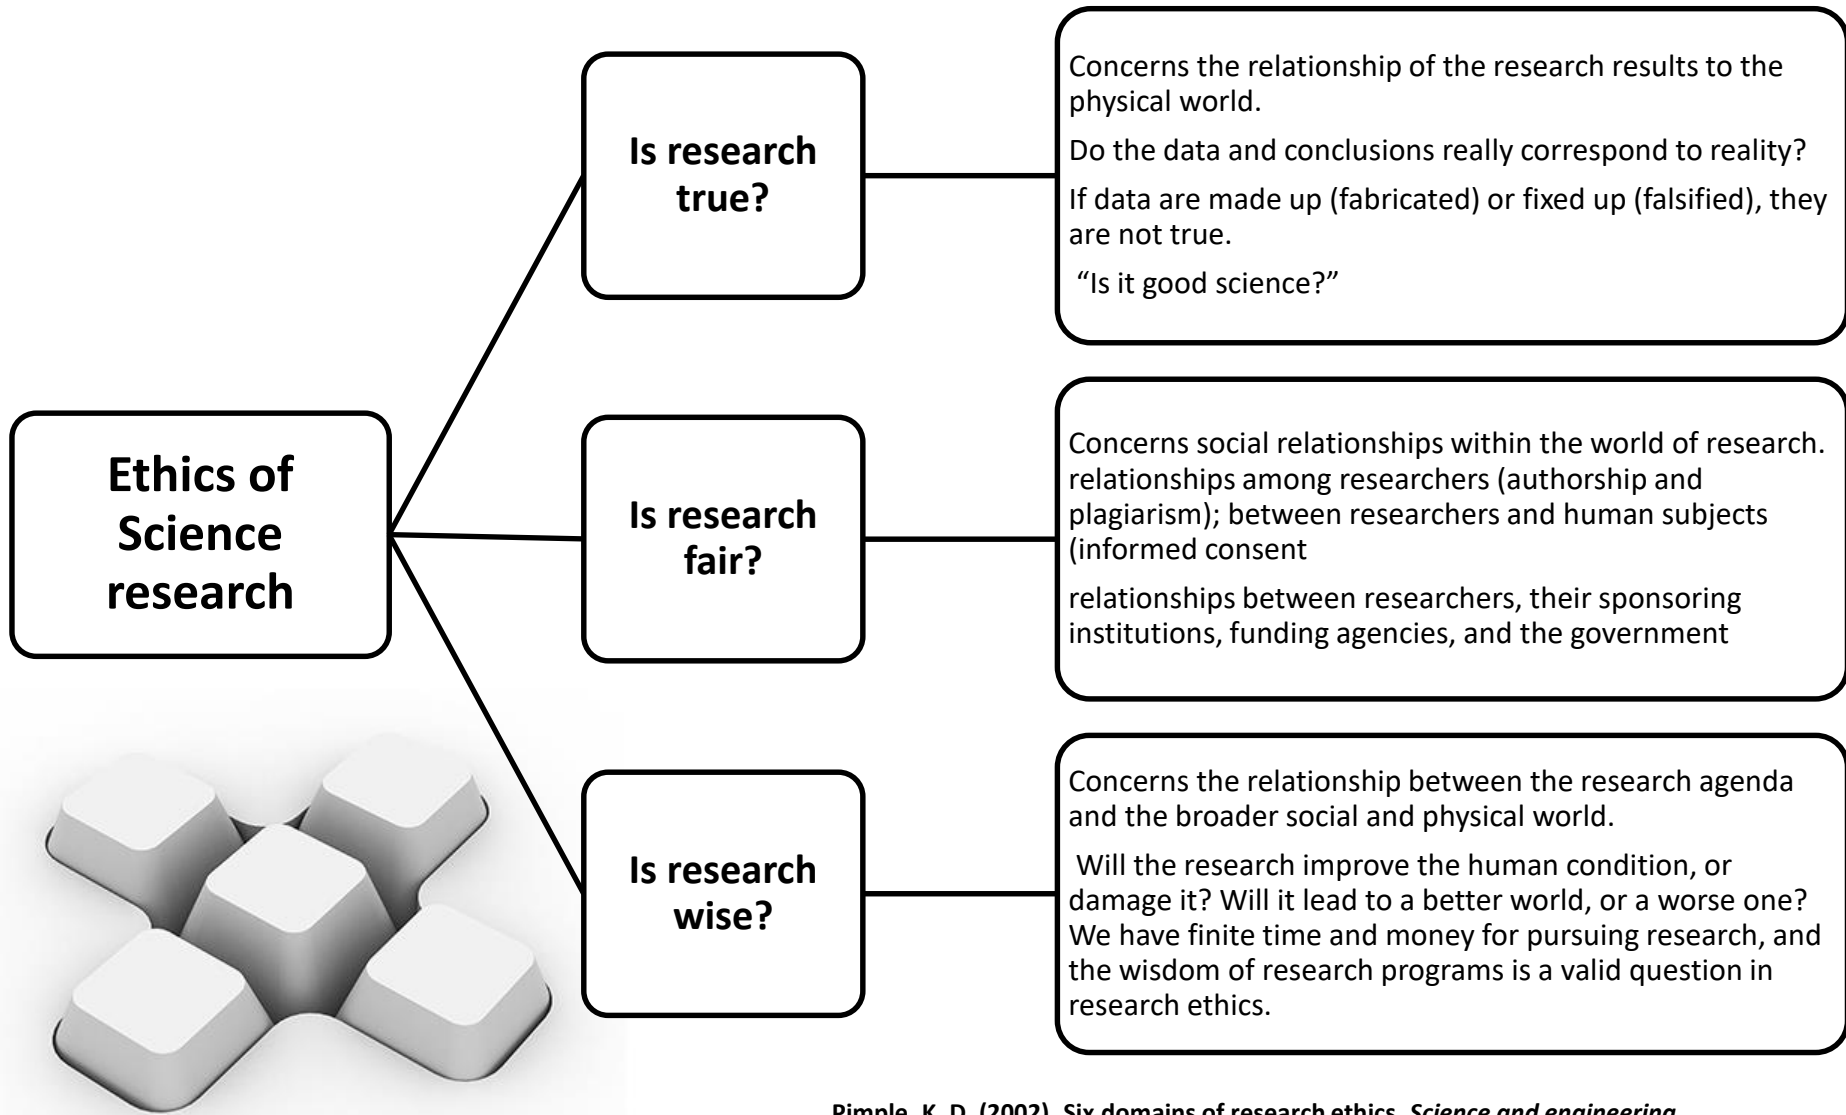 Ethics of
Science
research
Is research
true?
Concerns the relationship of the research results to the
physical world.
Do the data and conclusions really correspond to reality?
If data are made up (fabricated) or fixed up (falsified), they
are not true.
“Is it good science?”
Is research
fair?
Concerns social relationships within the world of research.
relationships among researchers (authorship and
plagiarism); between researchers and human subjects
(informed consent
relationships between researchers, their sponsoring
institutions, funding agencies, and the government
Is research
wise?
Concerns the relationship between the research agenda
and the broader social and physical world.
Will the research improve the human condition, or
damage it? Will it lead to a better world, or a worse one?
We have finite time and money for pursuing research, and
the wisdom of research programs is a valid question in
research ethics.
Pimple, K. D. (2002). Six domains of research ethics. Science and engineering